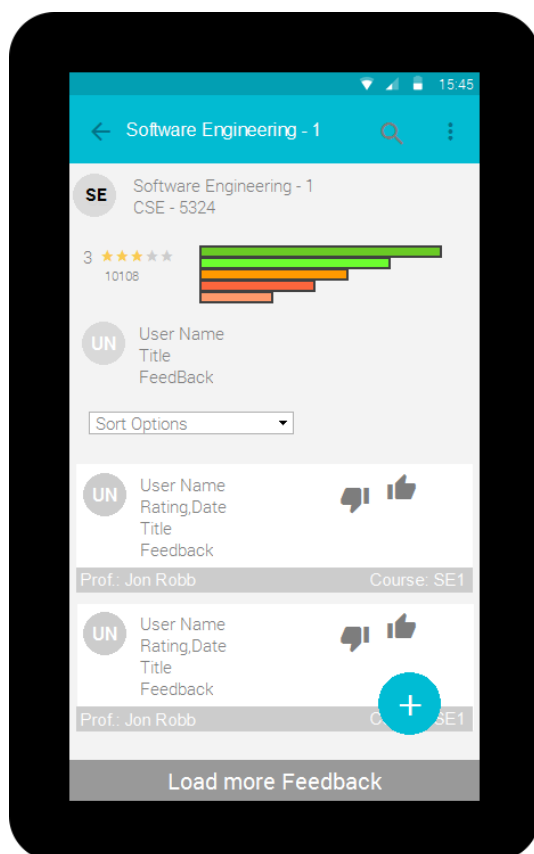 15:45
Software Engineering - 1
SE
Software Engineering - 1
CSE - 5324
3
10108
UN
User Name
Title
FeedBack
Sort Options
UN
User Name
Rating,Date
Title
Feedback
Prof.: Jon Robb Course: SE1
UN
User Name
Rating,Date
Title
Feedback
Prof.: Jon Robb C SE1
+
Load more Feedback